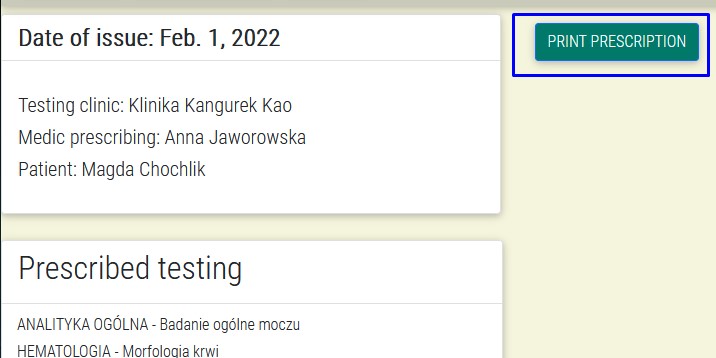 Date of issue: Feb. 1, 2022
PRINT PRESCRIPTION
Testing clinic: Klinika Kangurek Kao
Medic prescribing: Anna Jaworowska
Patient: Magda Chochlik
Prescribed testing
ANALITYKA OGÓLNA - Badanie ogólne moczu
HEMATOLOGIA - Morfologia krwi